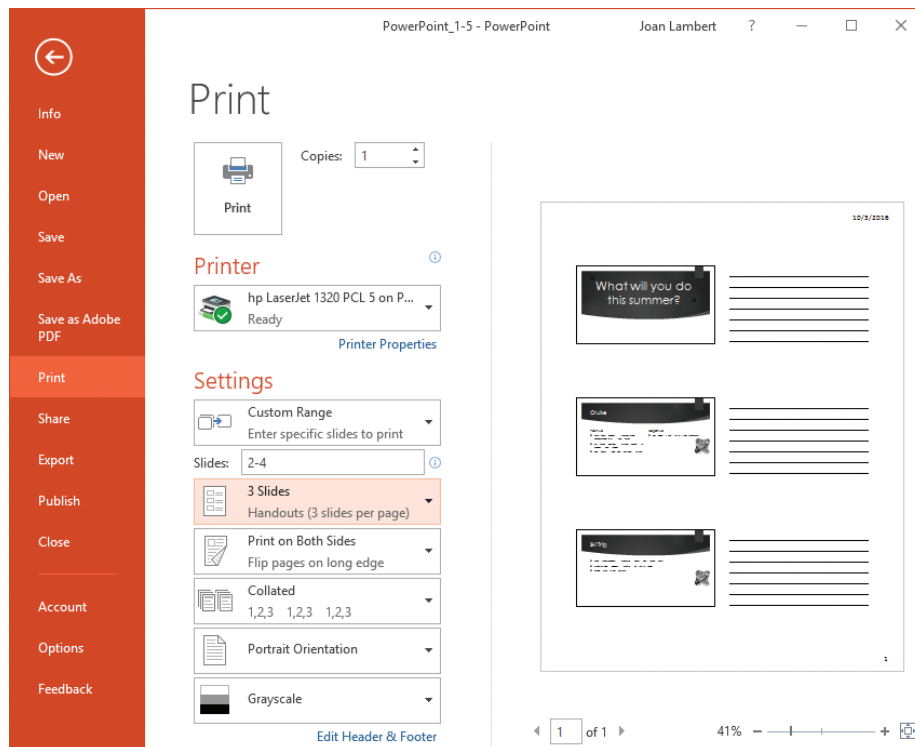 PowerPoint_1-5 - PowerPoint
Joan Lambert
?
Info
New
Open
Save
Save As
Save as Adobe
PDF
Print
Share
Export
Publish
Close
Account
Options
Feedback
Print
Print
Copies: 1
Printer
hp LaserJet 1320 PCL 5 on P...
Ready
Printer Properties
Settings
Custom Range
Enter specific slides to print
Slides: 2-4
3 Slides
Handouts (3 slides per page)
Print on Both Sides
Flip pages on long edge
Collated
1,2,3 1,2,3 1,2,3
Portrait Orientation
Grayscale
Edit Header & Footer
10/3/2016
What will you do
this summer?
Cruise
Ski Trip
1
1 of 1
41%